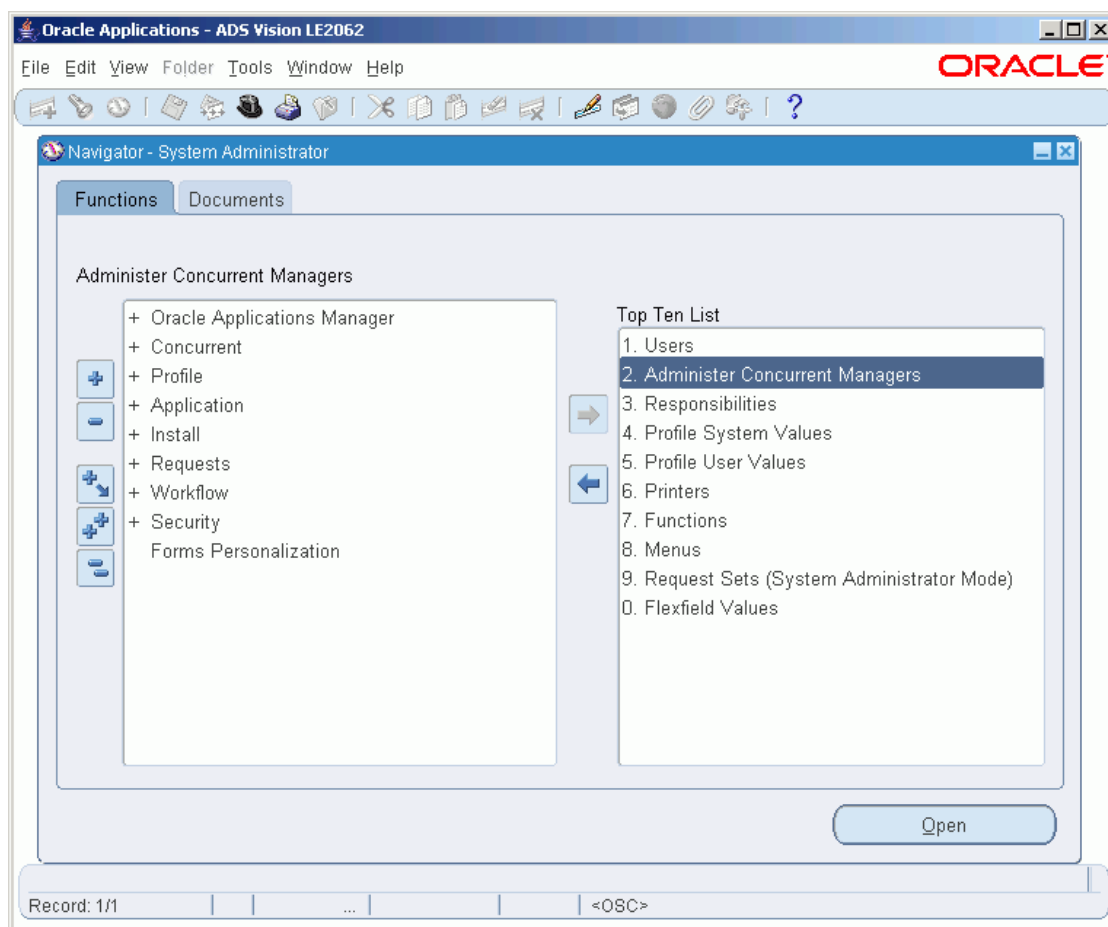 Oracle Applications - ADS Vision LE2062
File Edit View Folder Tools Window Help
ORACLE
?
Navigator - System Administrator
Functions Documents
Administer Concurrent Managers
+ Oracle Applications Manager
+ Concurrent
+ Profile
+ Application
+ Install
+ Requests
+ Workflow
+ Security
Forms Personalization
Top Ten List
1. Users
2. Administer Concurrent Managers
3. Responsibilities
4. Profile System Values
5. Profile User Values
6. Printers
7. Functions
8. Menus
9. Request Sets (System Administrator Mode)
0. Flexfield Values
Open
Record: 1/1 ... <OSC>